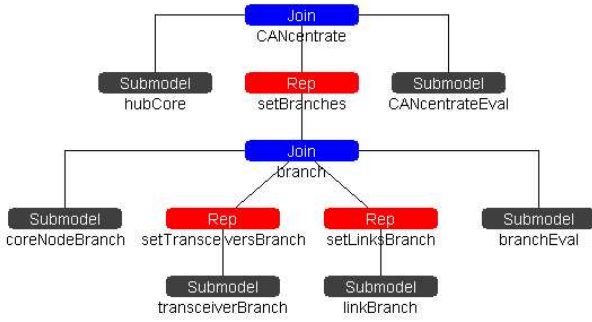 Join
CANcentrate
Submodel Rep Submodel
hubCore setBranches CANcentrateEval
Join
branch
Submodel Rep Rep Submodel
coreNodeBranch setTransceiversBranch setLinksBranch branchEval
Submodel Submodel
transceiverBranch linkBranch